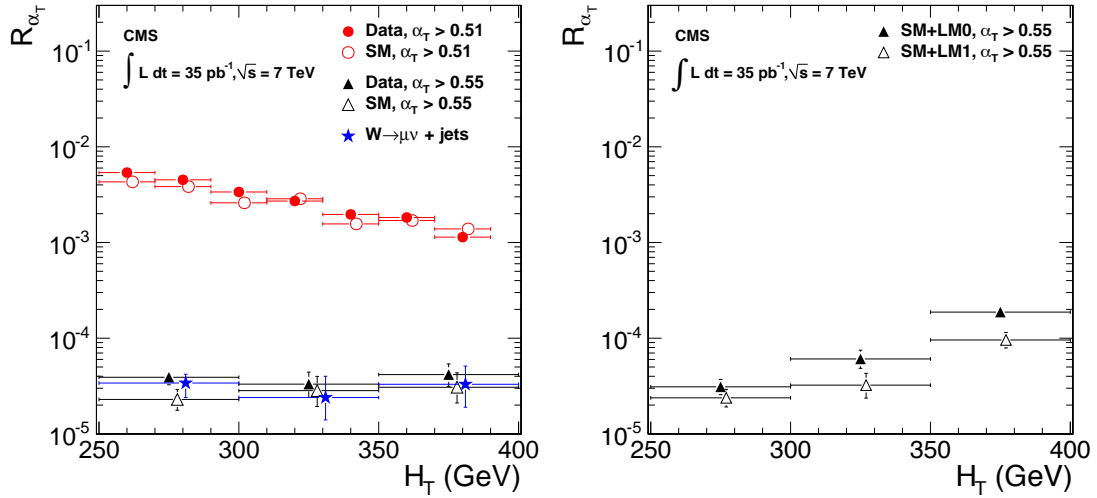 R_{α_T}
CMS
∫ L dt = 35 pb⁻¹,√s = 7 TeV
Data, α_T > 0.51
SM, α_T > 0.51
Data, α_T > 0.55
SM, α_T > 0.55
W→μν + jets
10⁻¹
10⁻²
10⁻³
10⁻⁴
10⁻⁵
250 300 350 400
H_T (GeV)
R_{α_T}
CMS
∫ L dt = 35 pb⁻¹,√s = 7 TeV
SM+LM0, α_T > 0.55
SM+LM1, α_T > 0.55
10⁻¹
10⁻²
10⁻³
10⁻⁴
10⁻⁵
250 300 350 400
H_T (GeV)